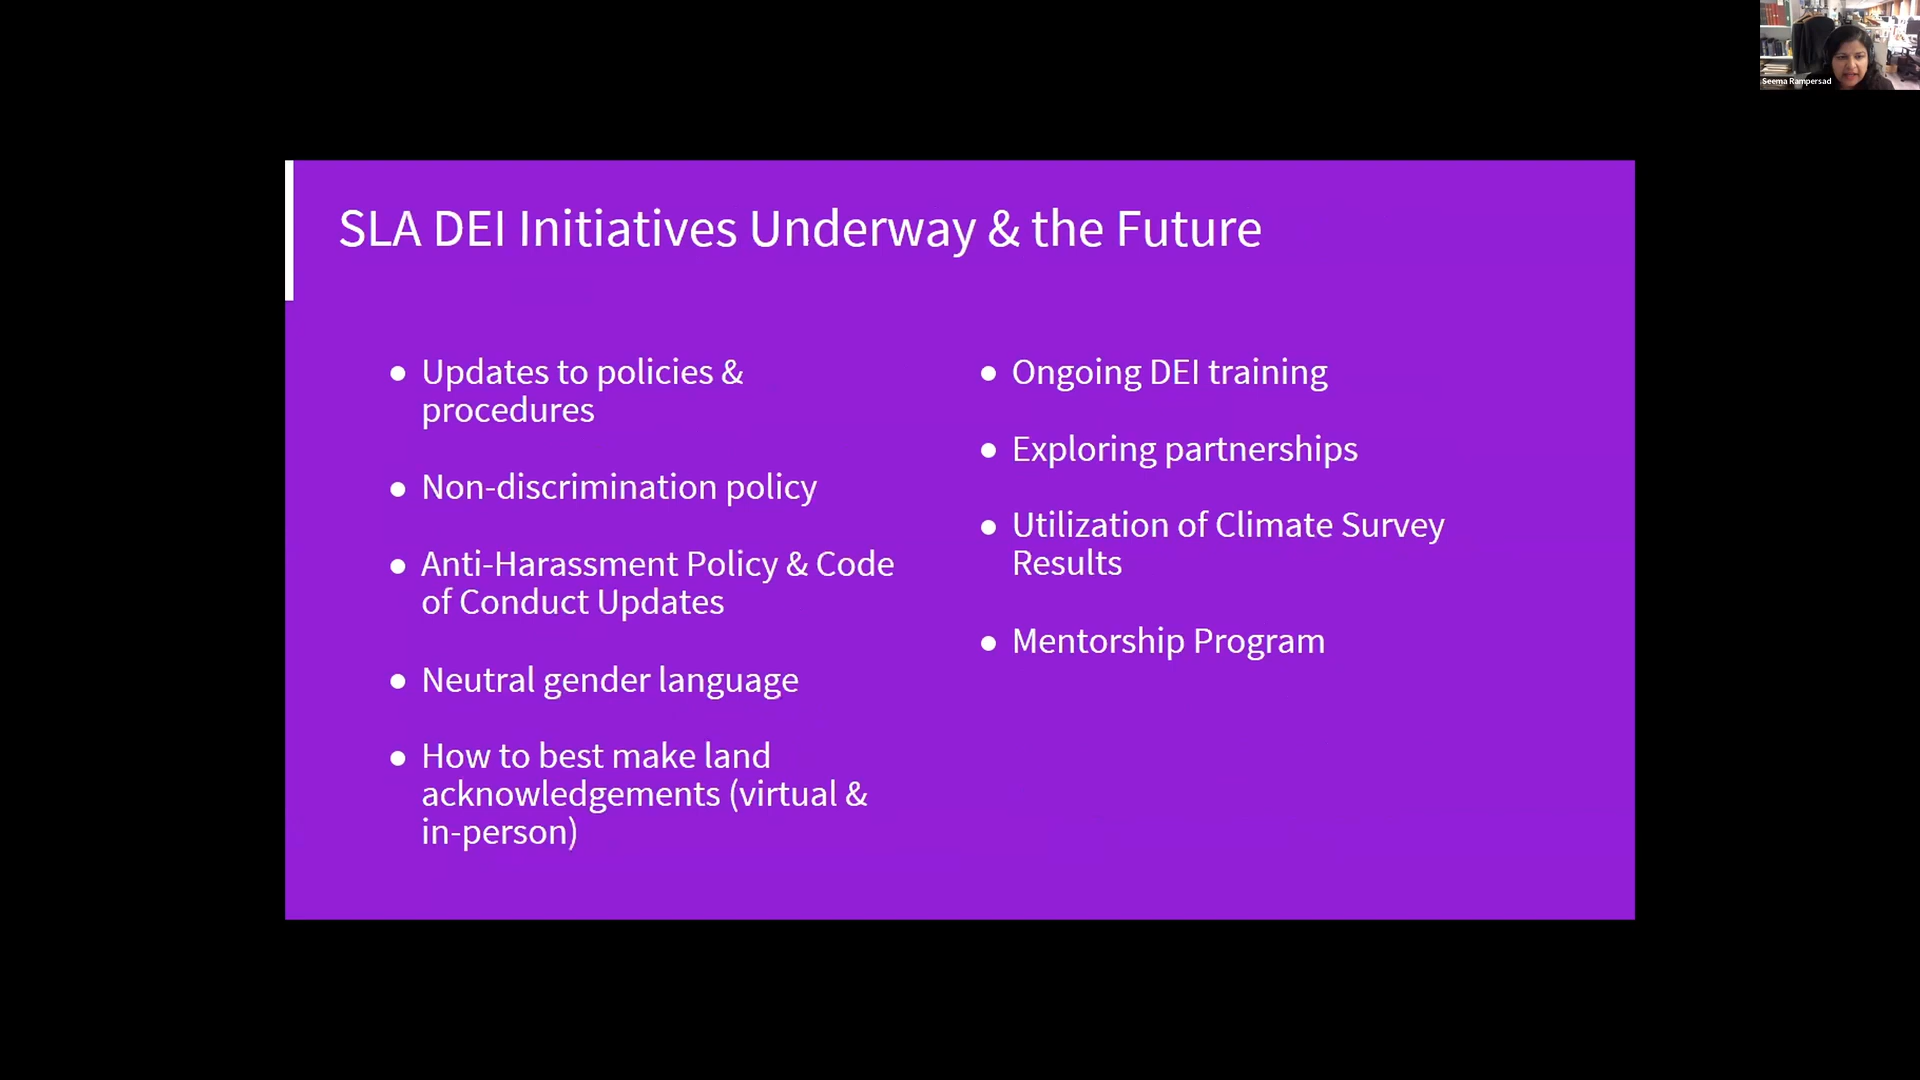 SLA DEI Initiatives Underway & the Future
● Updates to policies &
procedures
● Non-discrimination policy
● Anti-Harassment Policy & Code
of Conduct Updates
● Neutral gender language
● How to best make land
acknowledgements (virtual &
in-person)
● Ongoing DEI training
● Exploring partnerships
● Utilization of Climate Survey
Results
● Mentorship Program
Seema Rampersad